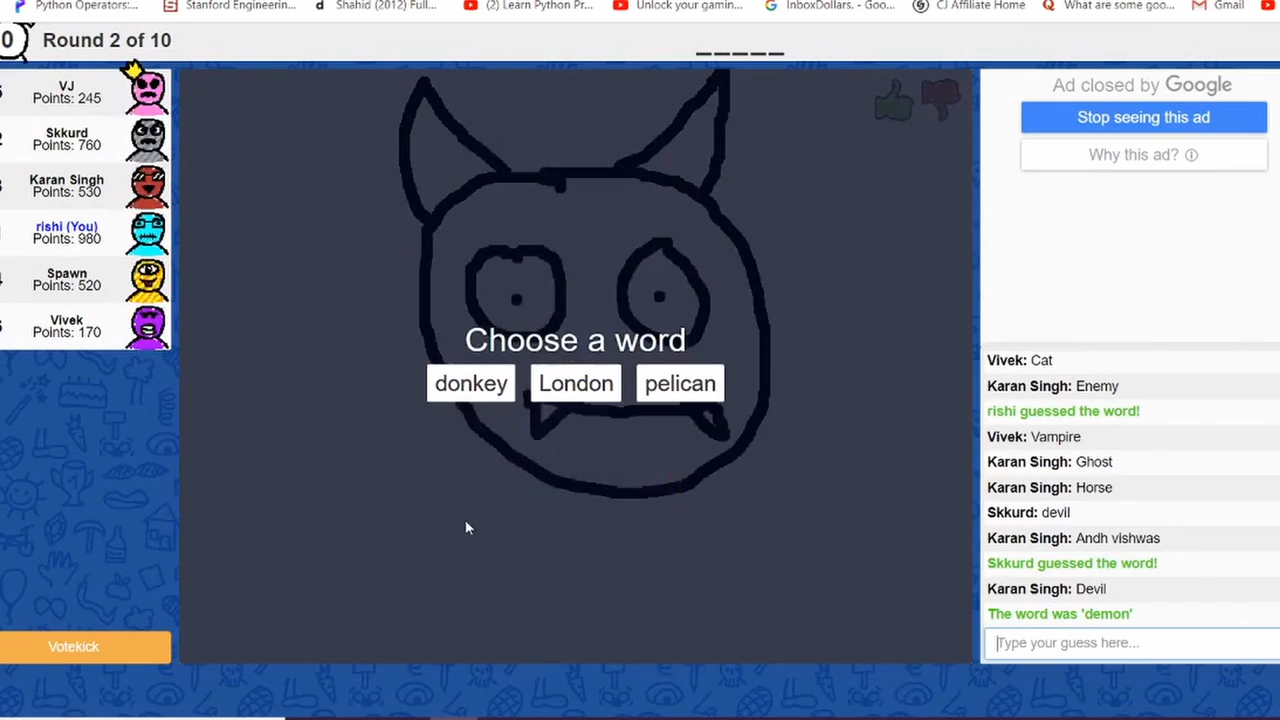 Python Operators:...
Stanford Engineerin...
Shahid (2012) Full...
(2) Learn Python Pr...
Unlock your gamin...
InboxDollars. - Goo...
CJ Affiliate Home
What are some goo...
Gmail
0
Round 2 of 10
_ _ _ _ _
VJ
Points: 245
Skkurd
Points: 760
Karan Singh
Points: 530
rishi (You)
Points: 980
Spawn
Points: 520
Vivek
Points: 170
Votekick
Choose a word
donkey
London
pelican
Ad closed by Google
Stop seeing this ad
Why this ad?
Vivek: Cat
Karan Singh: Enemy
rishi guessed the word!
Vivek: Vampire
Karan Singh: Ghost
Karan Singh: Horse
Skkurd: devil
Karan Singh: Andh vishwas
Skkurd guessed the word!
Karan Singh: Devil
The word was 'demon'
Type your guess here...